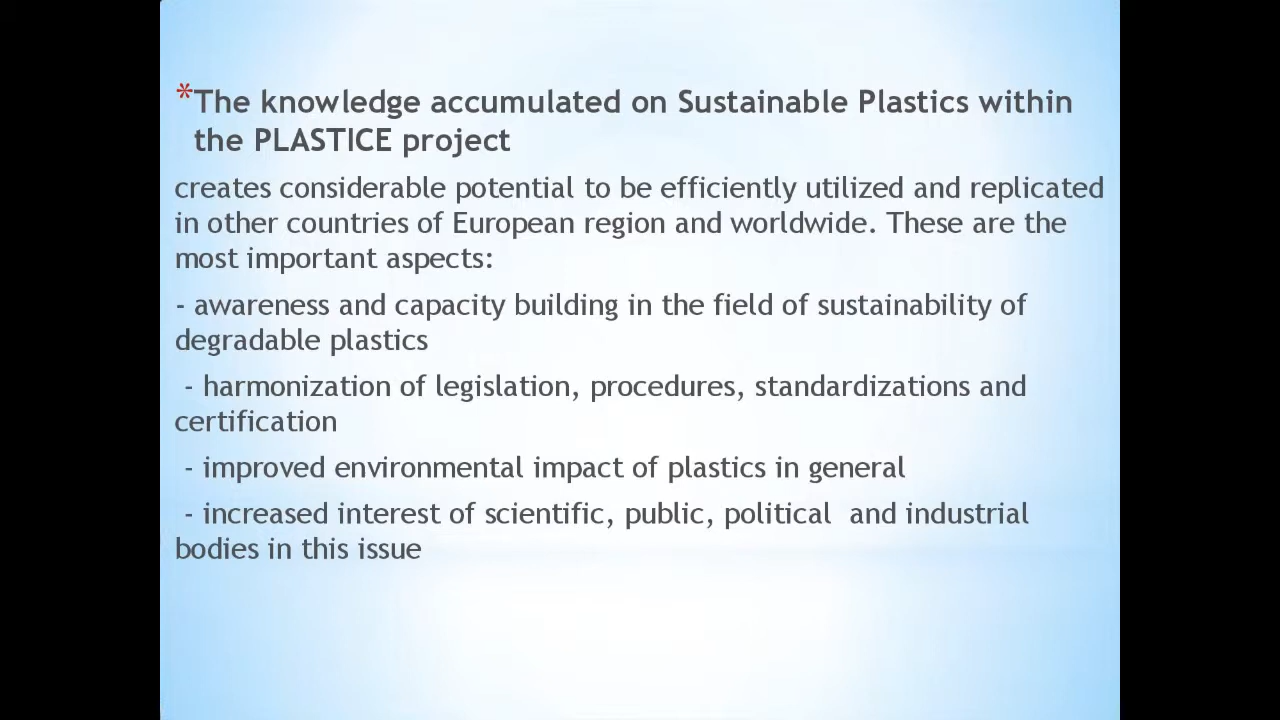 *The knowledge accumulated on Sustainable Plastics within
the PLASTICE project
creates considerable potential to be efficiently utilized and replicated
in other countries of European region and worldwide. These are the
most important aspects:
- awareness and capacity building in the field of sustainability of
degradable plastics
- harmonization of legislation, procedures, standardizations and
certification
- improved environmental impact of plastics in general
- increased interest of scientific, public, political  and industrial
bodies in this issue